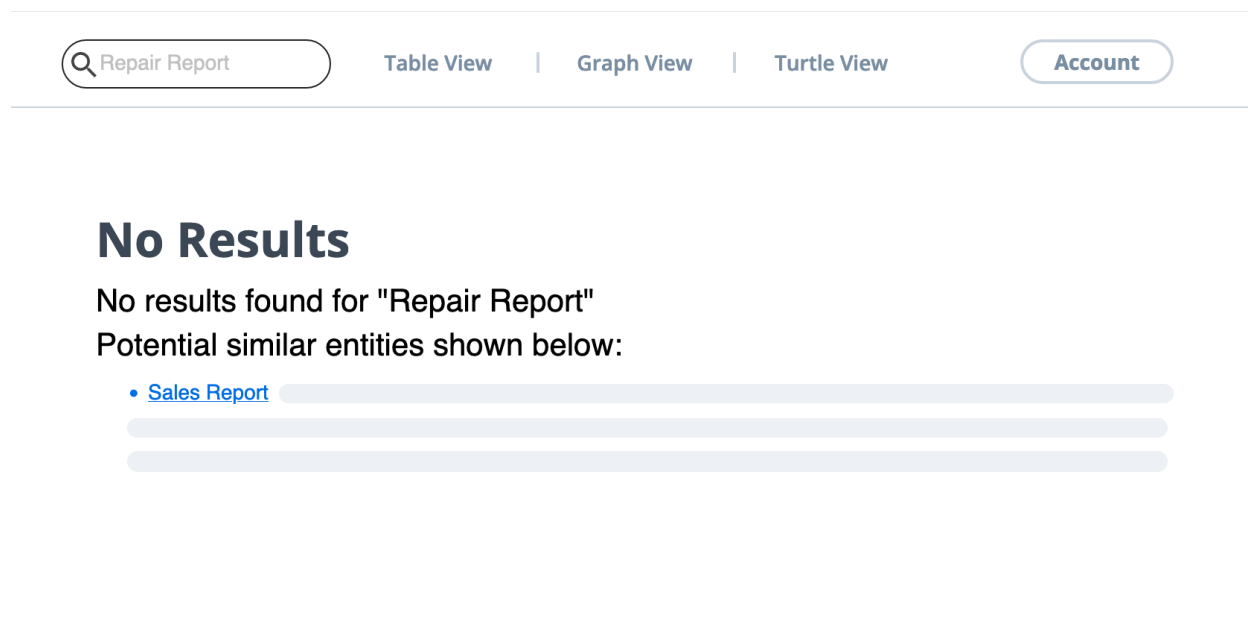 Repair Report
Table View | Graph View | Turtle View
Account
No Results
No results found for "Repair Report"
Potential similar entities shown below:
• Sales Report